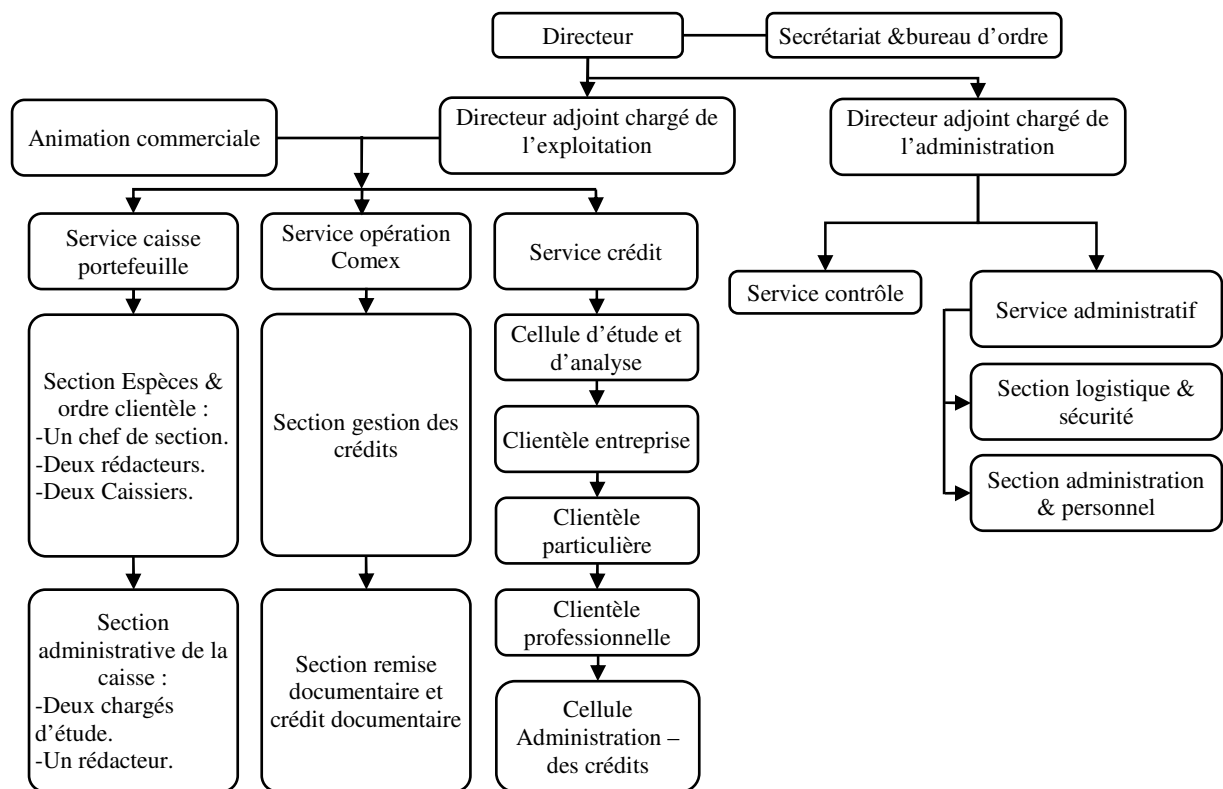 Directeur
Secrétariat &bureau d’ordre
Animation commerciale
Directeur adjoint chargé de
l’exploitation
Directeur adjoint chargé de
l’administration
Service caisse
portefeuille
Service opération
Comex
Service crédit
Service contrôle
Service administratif
Section Espèces &
ordre clientèle :
-Un chef de section.
-Deux rédacteurs.
-Deux Caissiers.
Section gestion des
crédits
Cellule d’étude et
d’analyse
Clientèle entreprise
Clientèle
particulière
Clientèle
professionnelle
Cellule
Administration –
des crédits
Section logistique &
sécurité
Section administration
& personnel
Section
administrative de la
caisse :
-Deux chargés
d’étude.
-Un rédacteur.
Section remise
documentaire et
crédit documentaire